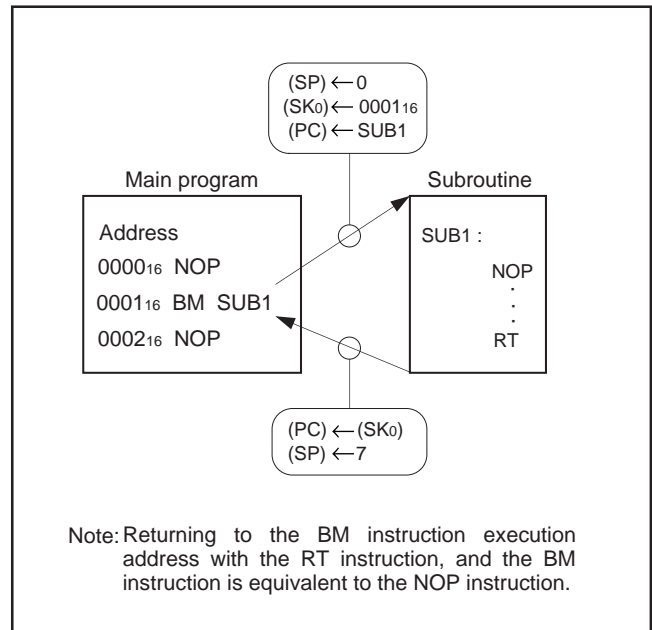 (SP) ← 0
(SK0) ← 000116
(PC) ← SUB1
Main program
Subroutine
Address
000016 NOP
000116 BM SUB1
000216 NOP
SUB1 :
NOP
.
.
.
RT
(PC) ← (SK0)
(SP) ← 7
Note: Returning to the BM instruction execution
address with the RT instruction, and the BM
instruction is equivalent to the NOP instruction.